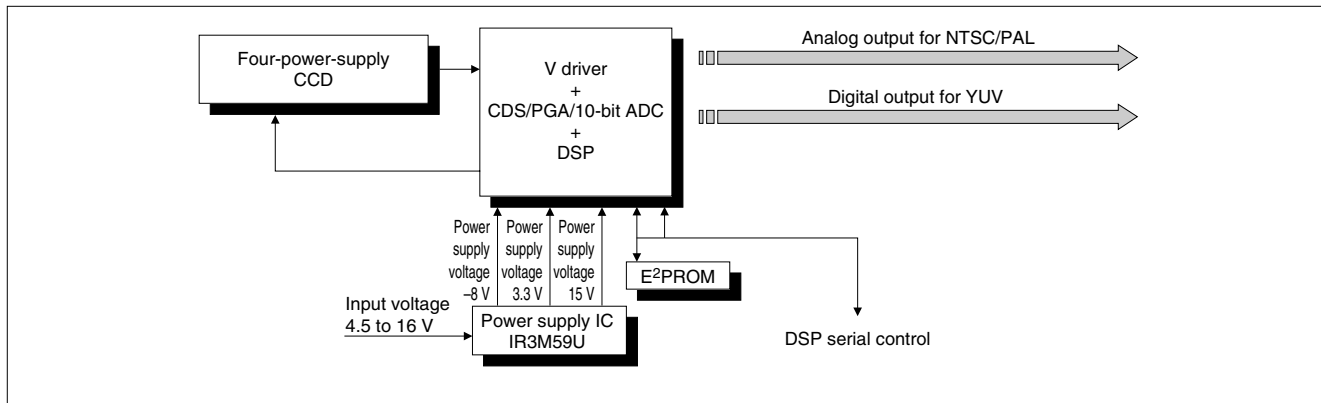 Four-power-supply
CCD
V driver
+
CDS/PGA/10-bit ADC
+
DSP
Analog output for NTSC/PAL
Digital output for YUV
Power
supply
voltage
–8 V
Power
supply
voltage
3.3 V
Power
supply
voltage
15 V
E²PROM
Input voltage
4.5 to 16 V
Power supply IC
IR3M59U
DSP serial control